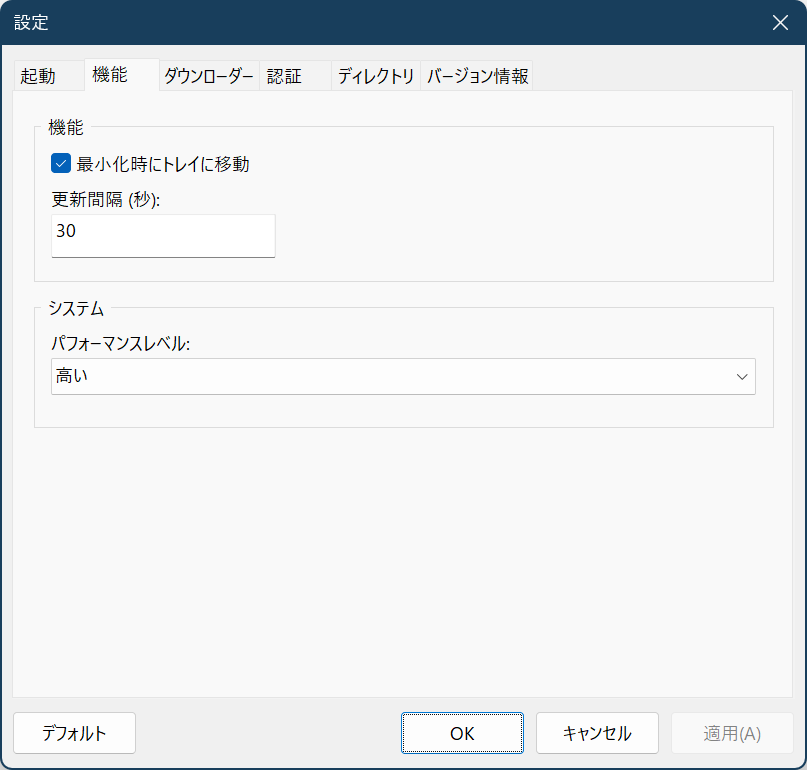 設定
起動 機能 ダウンローダー 認証 ディレクトリ バージョン情報
機能
最小化時にトレイに移動
更新間隔 (秒):
30
システム
パフォーマンスレベル:
高い
デフォルト OK キャンセル 適用(A)